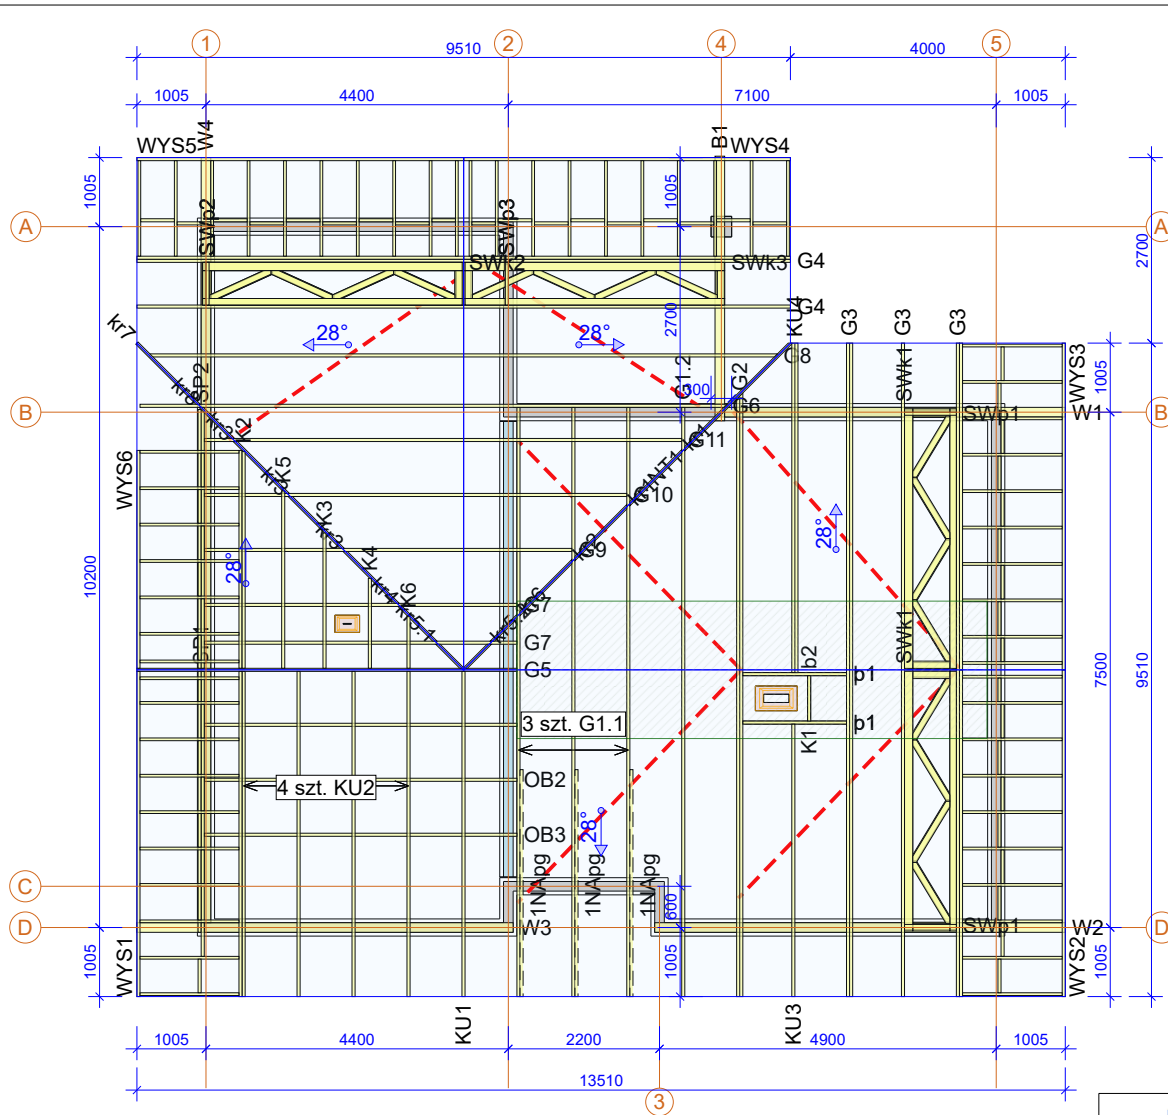 1
2
4
5
9510
4000
1005
4400
7100
1005
WYS5
W4
B1
WYS4
1005
1005
A
A
SWp2
SWp3
2700
SWk2
SWk3
G4
G4
2700
kr7
28°
28°
KU4
G3
G3
G3
G8
SP2
G1.2
300
G2
G6
SWk1
1005
WYS3
B
K2
SWp1
W1
B
G11
WYS6
K5
G10
K3
28°
G9
28°
K4
K6
G7
10200
G7
SWk1
G5
b2
p1
7500
9510
3 szt. G1.1
p1
K1
4 szt. KU2
OB2
28°
OB3
1NApg
1NApg
1NApg
C
600
D
W3
SWp1
W2
D
1005
WYS1
1005
WYS2
1005
KU1
KU3
1005
4400
2200
4900
1005
13510
3